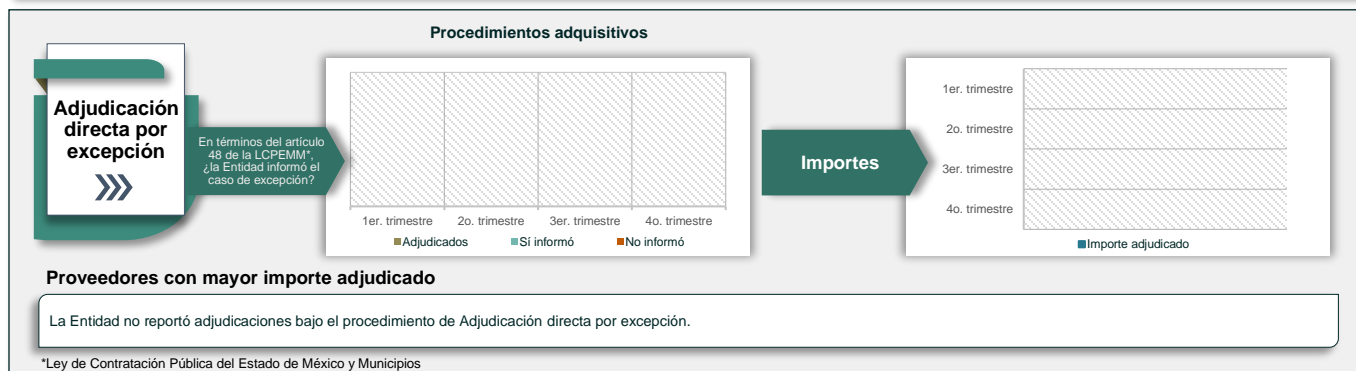 Procedimientos adquisitivos
Adjudicación
directa por
excepción
En términos del artículo
48 de la LCPEMM*,
¿la Entidad informó el
caso de excepción?
1er. trimestre
2o. trimestre
3er. trimestre
4o. trimestre
Adjudicados
Sí informó
No informó
Importes
1er. trimestre
2o. trimestre
3er. trimestre
4o. trimestre
Importe adjudicado
Proveedores con mayor importe adjudicado
La Entidad no reportó adjudicaciones bajo el procedimiento de Adjudicación directa por excepción.
*Ley de Contratación Pública del Estado de México y Municipios